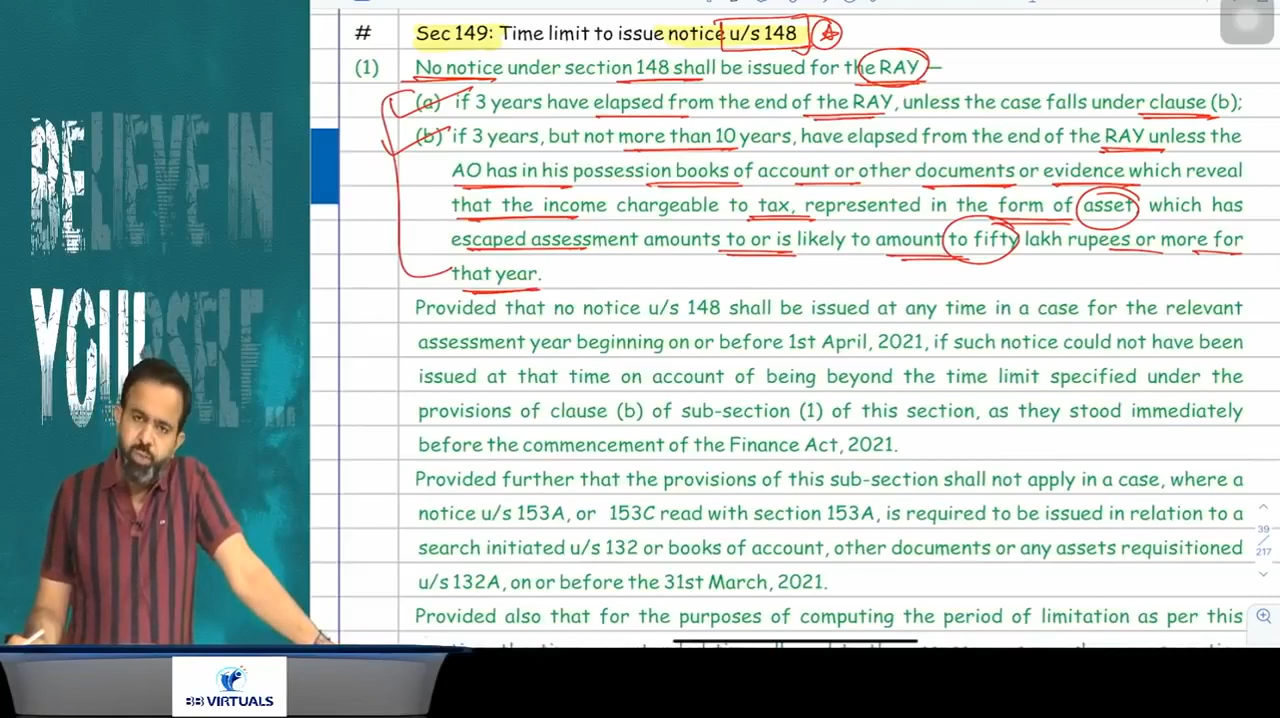 BELIEVE IN
YOURSELF...
# Sec 149: Time limit to issue notice u/s 148
(1) No notice under section 148 shall be issued for the RAY –
(a) if 3 years have elapsed from the end of the RAY, unless the case falls under clause (b);
(b) if 3 years, but not more than 10 years, have elapsed from the end of the RAY unless the
AO has in his possession books of account or other documents or evidence which reveal
that the income chargeable to tax, represented in the form of asset which has
escaped assessment amounts to or is likely to amount to fifty lakh rupees or more for
that year.
Provided that no notice u/s 148 shall be issued at any time in a case for the relevant
assessment year beginning on or before 1st April, 2021, if such notice could not have been
issued at that time on account of being beyond the time limit specified under the
provisions of clause (b) of sub-section (1) of this section, as they stood immediately
before the commencement of the Finance Act, 2021.
Provided further that the provisions of this sub-section shall not apply in a case, where a
notice u/s 153A, or 153C read with section 153A, is required to be issued in relation to a
search initiated u/s 132 or books of account, other documents or any assets requisitioned
u/s 132A, on or before the 31st March, 2021.
Provided also that for the purposes of computing the period of limitation as per this
39
/
217
BB VIRTUALS